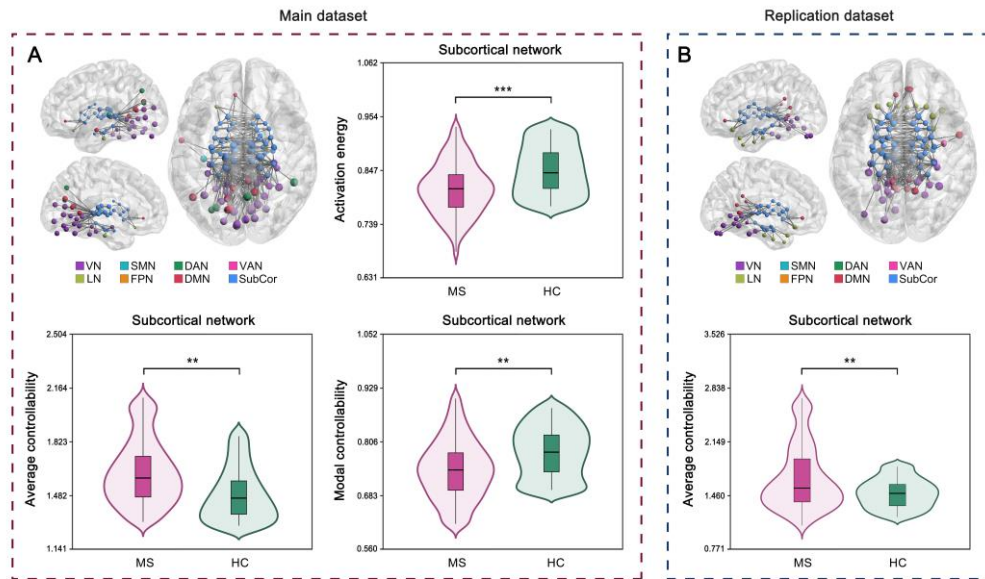 Main dataset
Replication dataset
A
Subcortical network
1.062
0.954
0.847
0.739
0.631
Activation energy
***
MS HC
VN SMN DAN VAN
LN FPN DMN SubCor
Subcortical network
2.504
2.164
1.823
1.482
1.141
Average controllability
**
MS HC
Subcortical network
1.052
0.929
0.806
0.683
0.560
Modal controllability
**
MS HC
B
VN SMN DAN VAN
LN FPN DMN SubCor
Subcortical network
3.526
2.838
2.149
1.460
0.771
Average controllability
**
MS HC